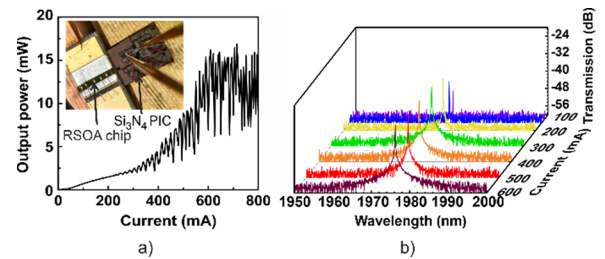 20
15
10
5
0
Output power (mW)
RSOA chip
Si3N4 PIC
0 200 400 600 800
Current (mA)
a)
b)
-24
-32
-40
-48
-56
Transmission (dB)
100
200
300
400
500
600
Current (mA)
1950 1960 1970 1980 1990 2000
Wavelength (nm)